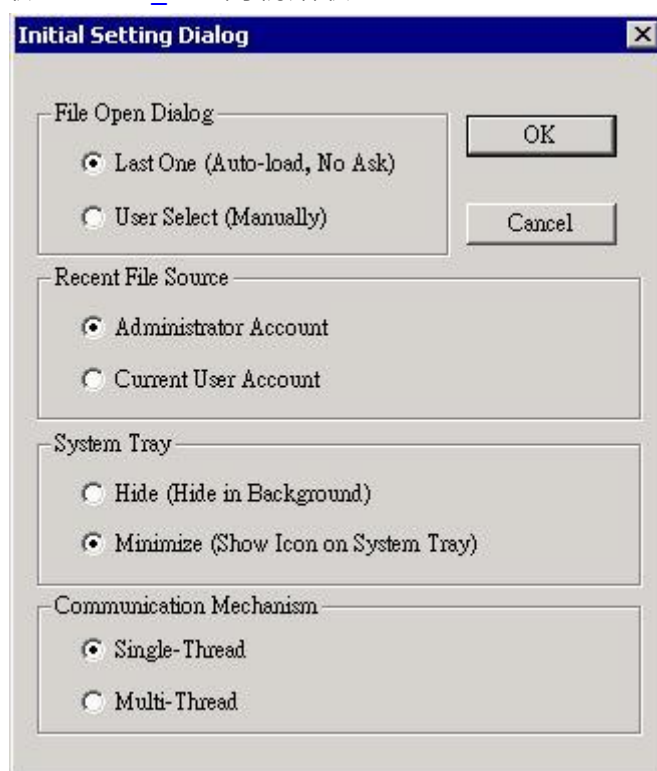 Initial Setting Dialog
File Open Dialog
Last One (Auto-load, No Ask)
User Select (Manually)
OK
Cancel
Recent File Source
Administrator Account
Current User Account
System Tray
Hide (Hide in Background)
Minimize (Show Icon on System Tray)
Communication Mechanism
Single-Thread
Multi-Thread